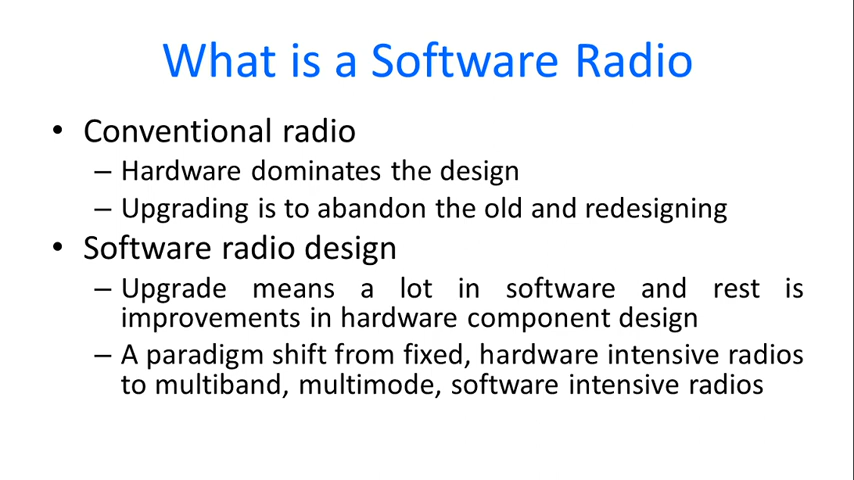 What is a Software Radio
• Conventional radio
– Hardware dominates the design
– Upgrading is to abandon the old and redesigning
• Software radio design
– Upgrade means a lot in software and rest is
improvements in hardware component design
– A paradigm shift from fixed, hardware intensive radios
to multiband, multimode, software intensive radios